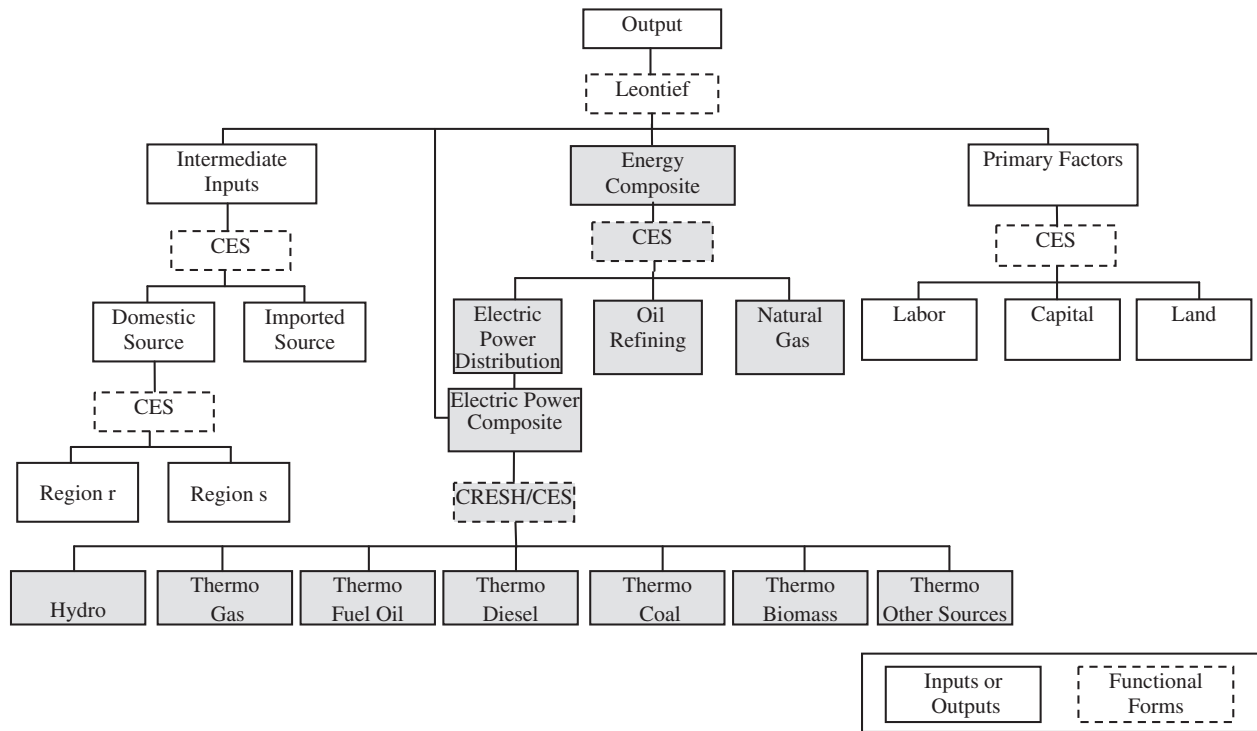 Output
Leontief
Intermediate
Inputs
Energy
Composite
Primary Factors
CES
CES
CES
Domestic
Source
Imported
Source
Electric
Power
Distribution
Oil
Refining
Natural
Gas
Labor
Capital
Land
CES
Electric Power
Composite
Region r
Region s
CRESH/CES
Hydro
Thermo
Gas
Thermo
Fuel Oil
Thermo
Diesel
Thermo
Coal
Thermo
Biomass
Thermo
Other Sources
Inputs or
Outputs
Functional
Forms